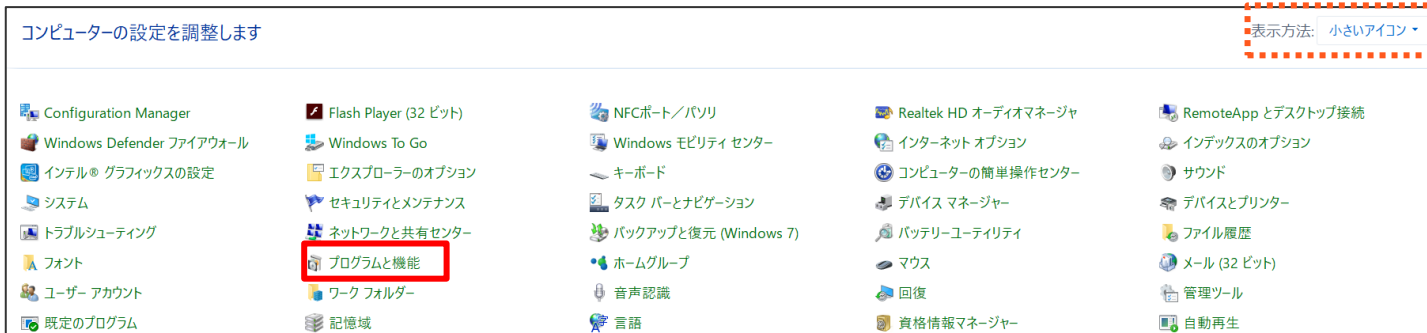 コンピューターの設定を調整します
表示方法: 小さいアイコン
Configuration Manager
Flash Player (32 ビット)
NFCポート／パソリ
Realtek HD オーディオマネージャ
RemoteApp とデスクトップ接続
Windows Defender ファイアウォール
Windows To Go
Windows モビリティ センター
インターネット オプション
インデックスのオプション
インテル® グラフィックスの設定
エクスプローラーのオプション
キーボード
コンピューターの簡単操作センター
サウンド
システム
セキュリティとメンテナンス
タスク バーとナビゲーション
デバイス マネージャー
デバイスとプリンター
トラブルシューティング
ネットワークと共有センター
バックアップと復元 (Windows 7)
バッテリーユーティリティ
ファイル履歴
フォント
プログラムと機能
ホームグループ
マウス
メール (32 ビット)
ユーザー アカウント
ワーク フォルダー
音声認識
回復
管理ツール
既定のプログラム
記憶域
言語
資格情報マネージャー
自動再生